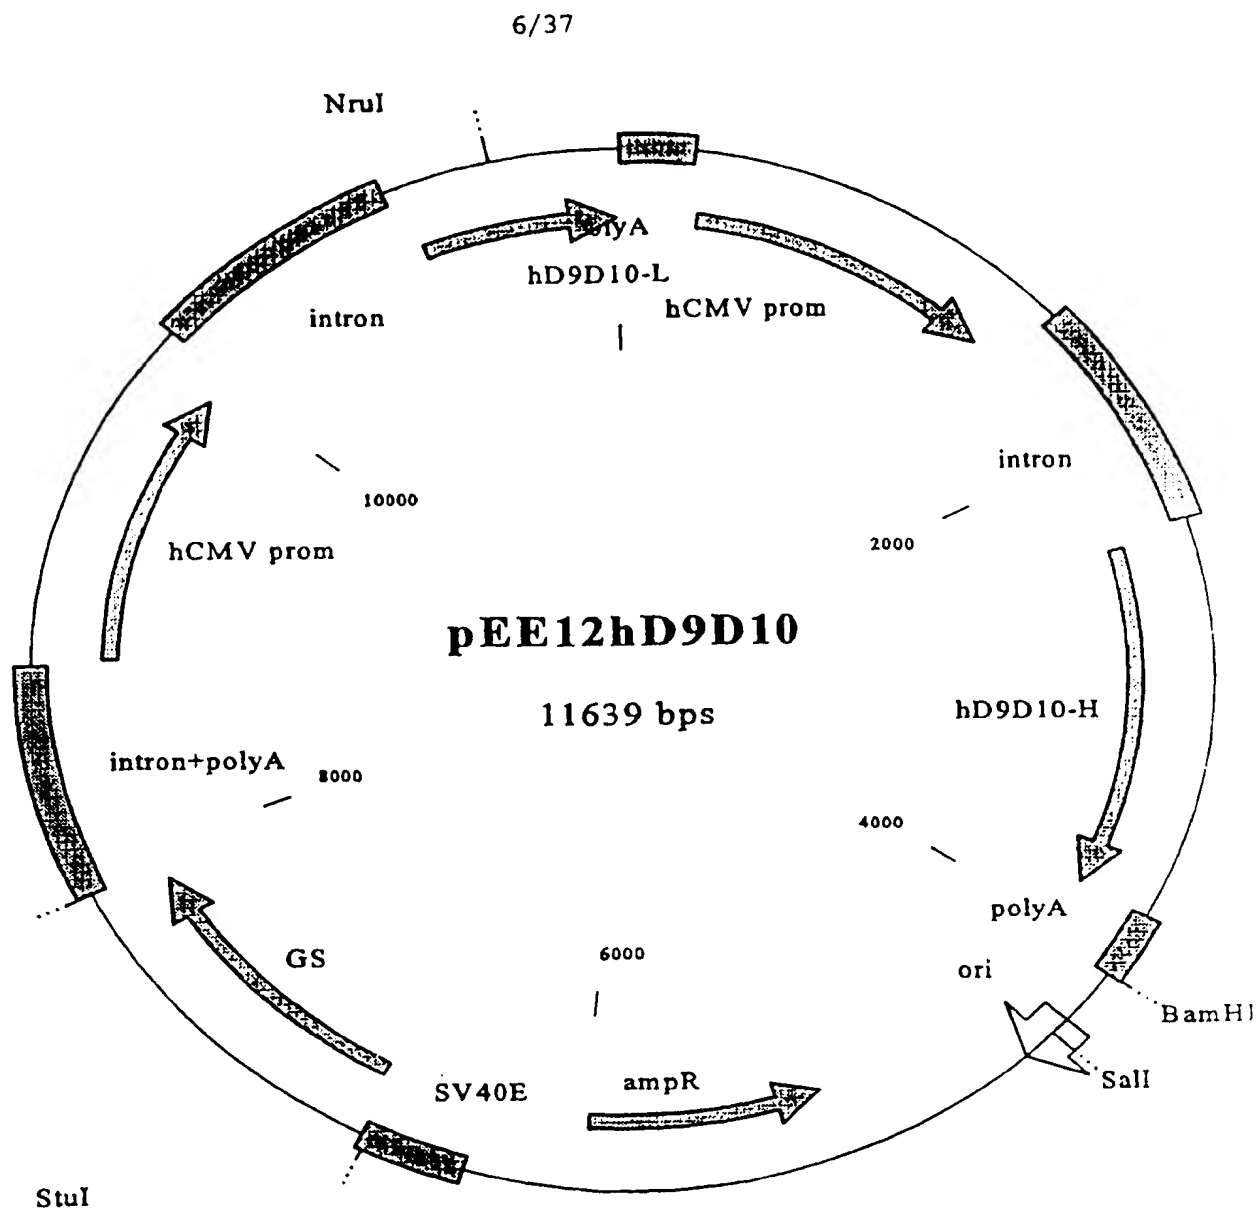 6/37
NruI
hD9D10-L
hCMV prom
intron
intron
10000
2000
hCMV prom
pEE12hD9D10
11639 bps
hD9D10-H
intron+polyA
8000
4000
polyA
ori
6000
GS
BamHI
SalI
SV40E
ampR
StuI